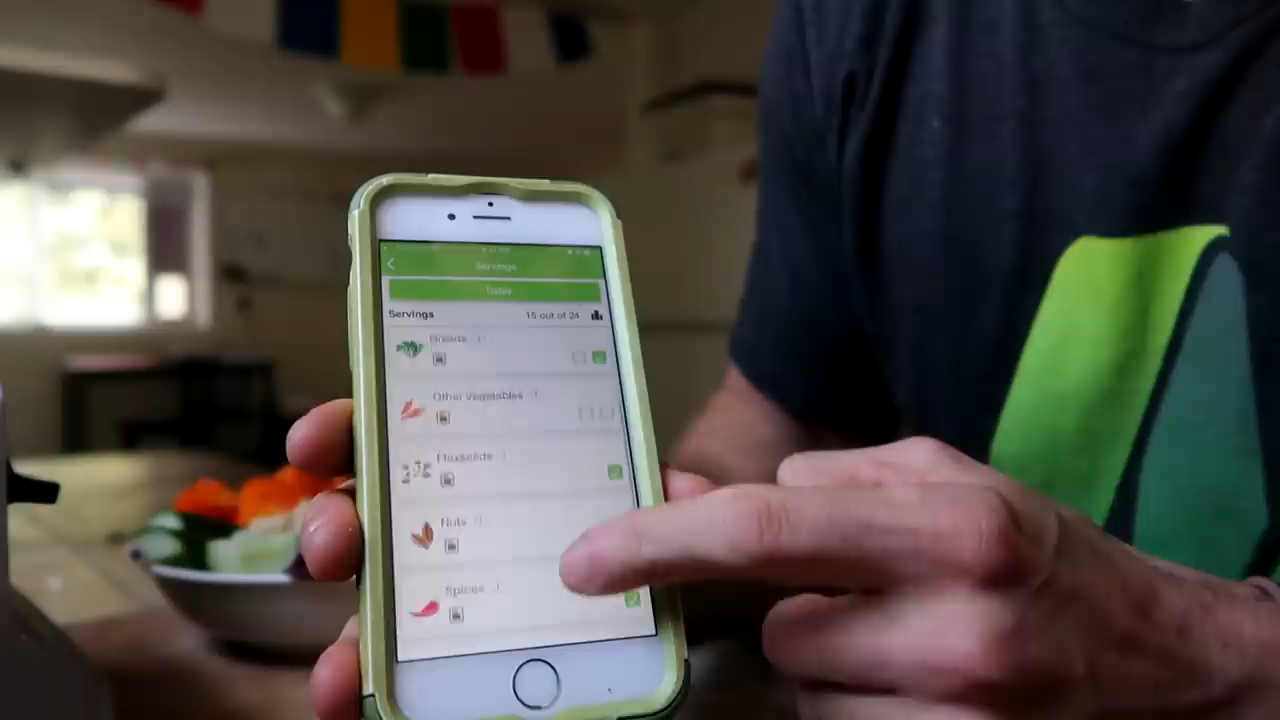 Servings
Today
Servings 15 out of 24
Greens
Other Vegetables
Flaxseeds
Nuts
Spices